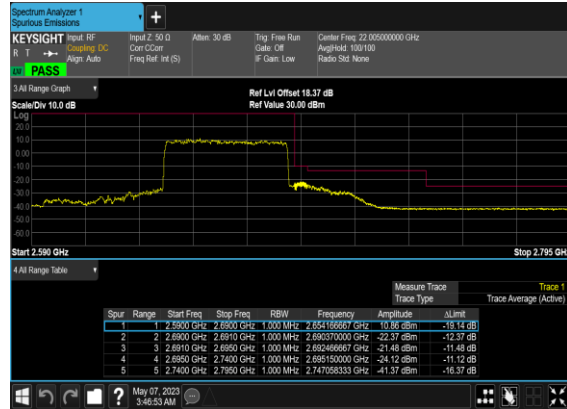 Spectrum Analyzer 1
Spurious Emissions
KEYSIGHT Input: RF Input Z: 50 Ω Atten: 30 dB Trig: Free Run Center Freq: 22.005000000 GHz
R T Coupling: DC Corr CCorr Gate: Off Avg|Hold: 100/100
Align: Auto Freq Ref: Int (S) IF Gain: Low Radio Std: None
PASS
3 All Range Graph
Ref Lvl Offset 18.37 dB
Scale/Div 10.0 dB Ref Value 30.00 dBm
Log
20.0
10.0
0.00
-10.0
-20.0
-30.0
-40.0
-50.0
-60.0
Start 2.590 GHz Stop 2.795 GH
4 All Range Table
Measure Trace Trace 1
Trace Type Trace Average (Active)
Spur Range Start Freq Stop Freq RBW Frequency Amplitude ΔLimit
1 1 2.5900 GHz 2.6900 GHz 1.000 MHz 2.654166667 GHz 10.86 dBm -19.14 dB
2 2 2.6900 GHz 2.6910 GHz 1.000 MHz 2.690370000 GHz -22.37 dBm -12.37 dB
3 3 2.6910 GHz 2.6950 GHz 1.000 MHz 2.692466667 GHz -21.48 dBm -11.48 dB
4 4 2.6950 GHz 2.7400 GHz 1.000 MHz 2.695150000 GHz -24.12 dBm -11.12 dB
5 5 2.7400 GHz 2.7950 GHz 1.000 MHz 2.747058333 GHz -41.37 dBm -16.37 dB
? May 07, 2023
3:46:53 AM